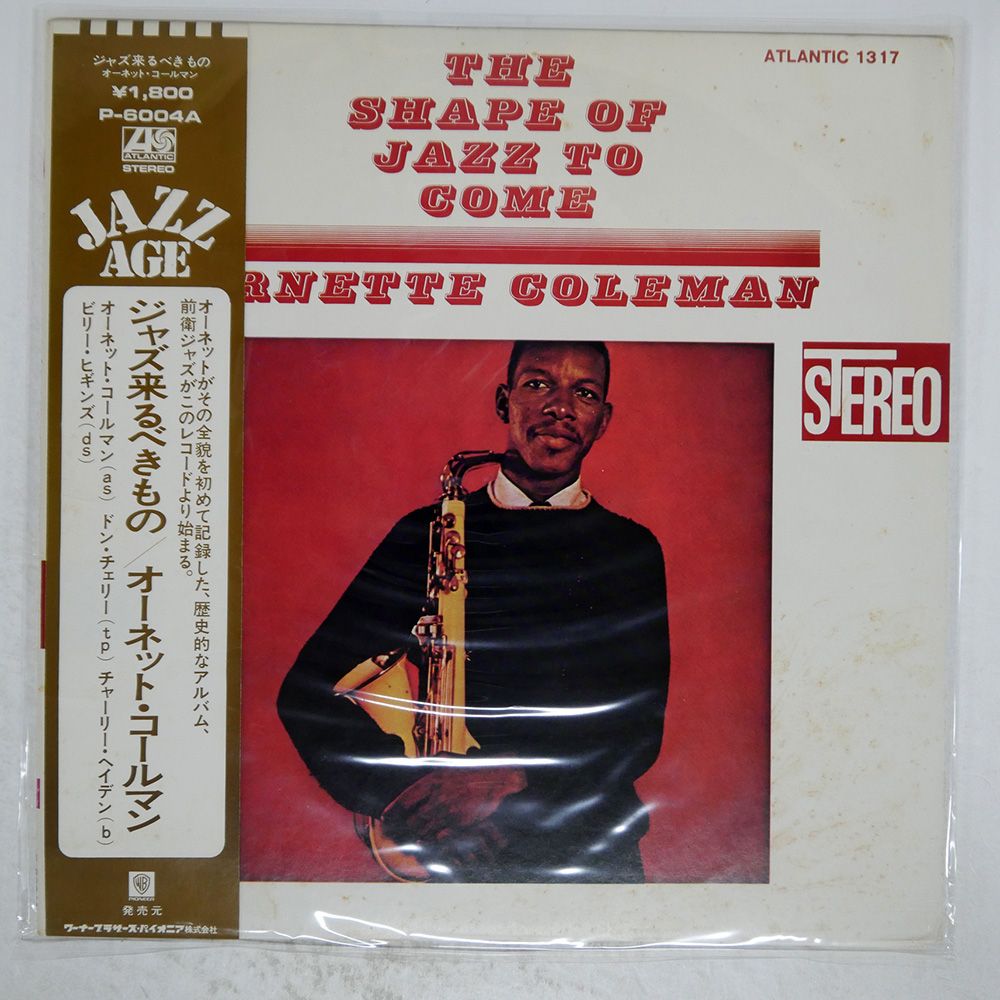 ジャズ来るべきもの
オーネット・コールマン
¥1,800
P-6004A
ATLANTIC
STEREO
JAZZ
AGE
オーネットがその全貌を初めて記録した、歴史的なアルバム、
前衛ジャズがこのレコードより始まる。
ジャズ来るべきもの/オーネット・コールマン
オーネット・コールマン(as) ドン・チェリー(tp) チャーリー・ヘイデン(b)
ビリー・ヒギンズ(ds)
WB
PIONEER
発売元
ワーナーブラザーズ・パイオニア株式会社
THE
SHAPE OF
JAZZ TO
COME
ATLANTIC 1317
RNETTE COLEMAN
STEREO